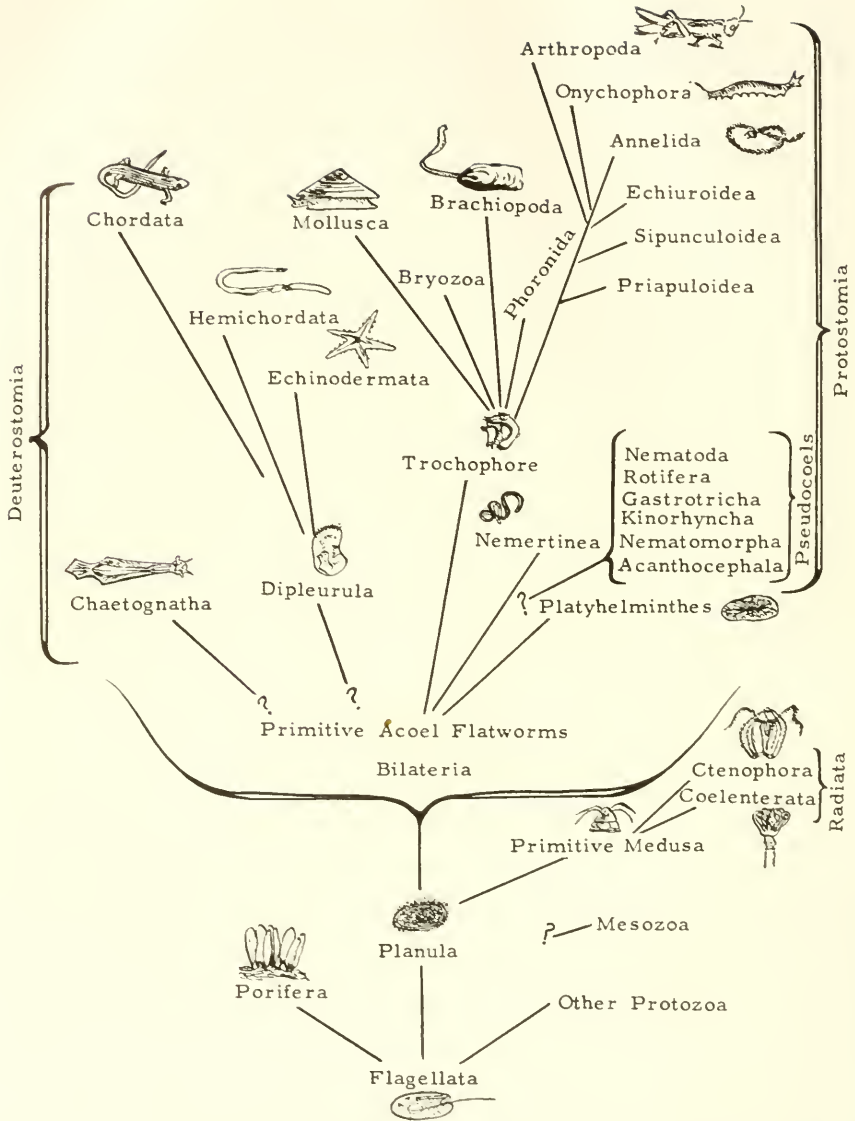 Arthropoda
Onychophora
Annelida
Echiuroidea
Sipunculoidea
Priapuloidea
Phoronida
Brachiopoda
Bryozoa
Mollusca
Chordata
Hemichordata
Echinodermata
Deuterostomia
Protostomia
Trochophore
Nematoda
Rotifera
Gastrotricha
Kinorhyncha
Nematomorpha
Acanthocephala
Pseudocoels
Nemertinea
? Platyhelminthes
Dipleurula
Chaetognatha
?
?
Primitive Acoel Flatworms
Bilateria
Ctenophora
Coelenterata
Radiata
Primitive Medusa
Planula
? Mesozoa
Porifera
Other Protozoa
Flagellata